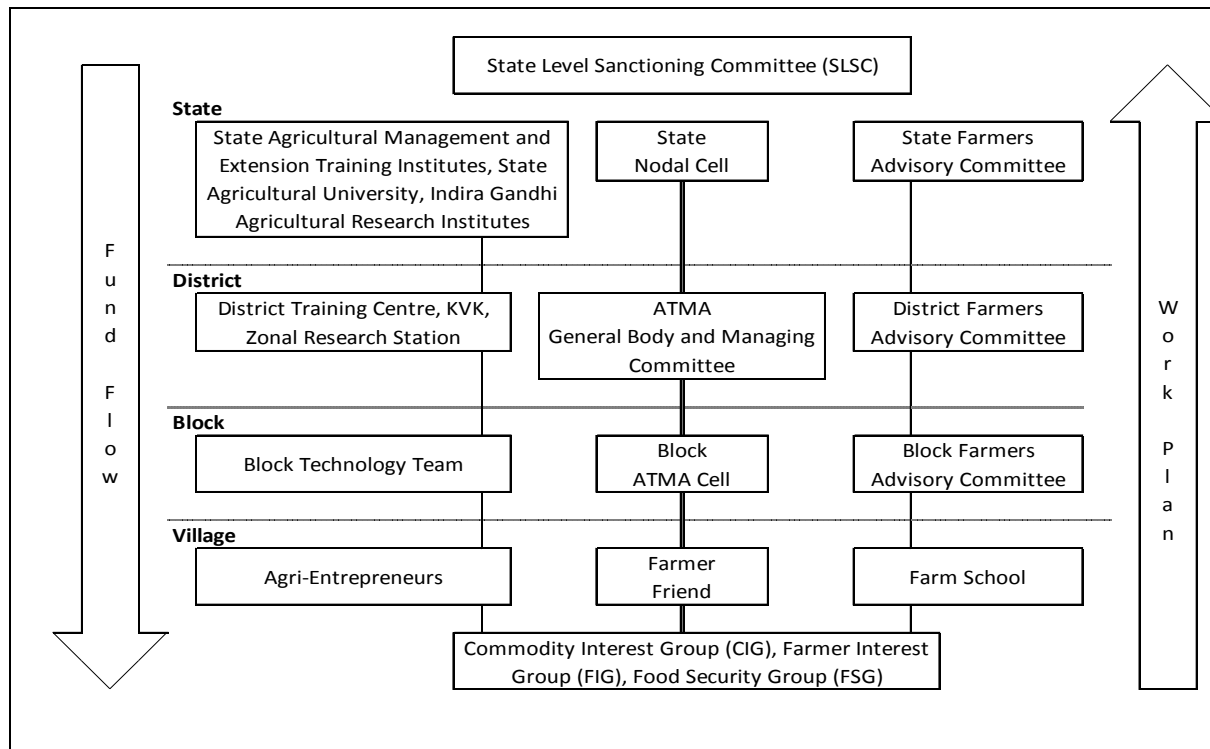 State Level Sanctioning Committee (SLSC)
State
State Agricultural Management and
Extension Training Institutes, State
Agricultural University, Indira Gandhi
Agricultural Research Institutes
State
Nodal Cell
State Farmers
Advisory Committee
Fund Flow
District
District Training Centre, KVK,
Zonal Research Station
ATMA
General Body and Managing
Committee
District Farmers
Advisory Committee
Work Plan
Block
Block Technology Team
Block
ATMA Cell
Block Farmers
Advisory Committee
Village
Agri-Entrepreneurs
Farmer
Friend
Farm School
Commodity Interest Group (CIG), Farmer Interest
Group (FIG), Food Security Group (FSG)